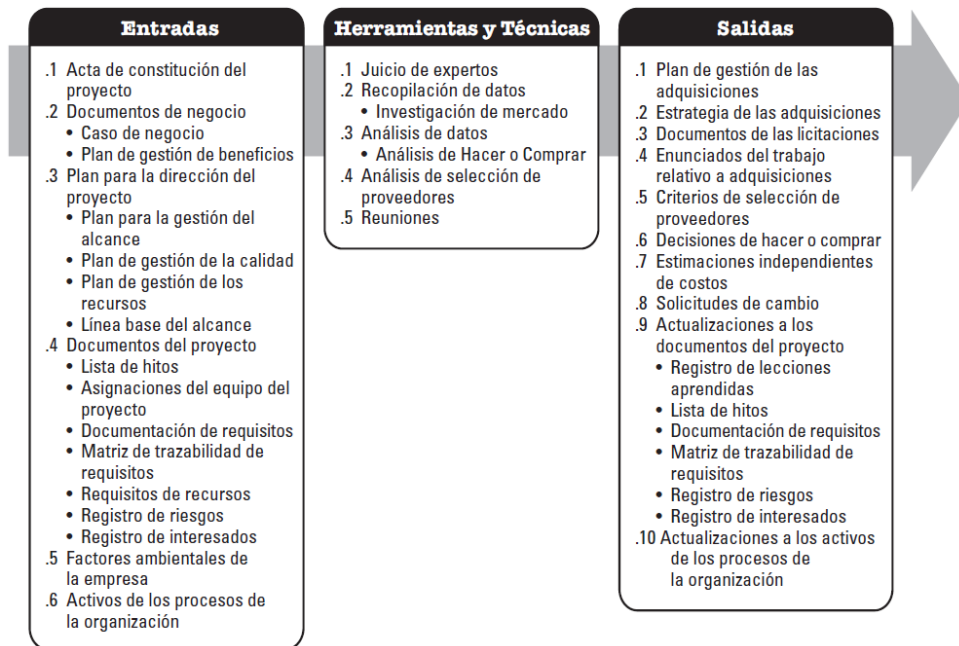 Entradas
.1 Acta de constitución del
proyecto
.2 Documentos de negocio
• Caso de negocio
• Plan de gestión de beneficios
.3 Plan para la dirección del
proyecto
• Plan para la gestión del
alcance
• Plan de gestión de la calidad
• Plan de gestión de los
recursos
• Línea base del alcance
.4 Documentos del proyecto
• Lista de hitos
• Asignaciones del equipo del
proyecto
• Documentación de requisitos
• Matriz de trazabilidad de
requisitos
• Requisitos de recursos
• Registro de riesgos
• Registro de interesados
.5 Factores ambientales de
la empresa
.6 Activos de los procesos de
la organización
Herramientas y Técnicas
.1 Juicio de expertos
.2 Recopilación de datos
• Investigación de mercado
.3 Análisis de datos
• Análisis de Hacer o Comprar
.4 Análisis de selección de
proveedores
.5 Reuniones
Salidas
.1 Plan de gestión de las
adquisiciones
.2 Estrategia de las adquisiciones
.3 Documentos de las licitaciones
.4 Enunciados del trabajo
relativo a adquisiciones
.5 Criterios de selección de
proveedores
.6 Decisiones de hacer o comprar
.7 Estimaciones independientes
de costos
.8 Solicitudes de cambio
.9 Actualizaciones a los
documentos del proyecto
• Registro de lecciones
aprendidas
• Lista de hitos
• Documentación de requisitos
• Matriz de trazabilidad de
requisitos
• Registro de riesgos
• Registro de interesados
.10 Actualizaciones a los activos
de los procesos de
la organización